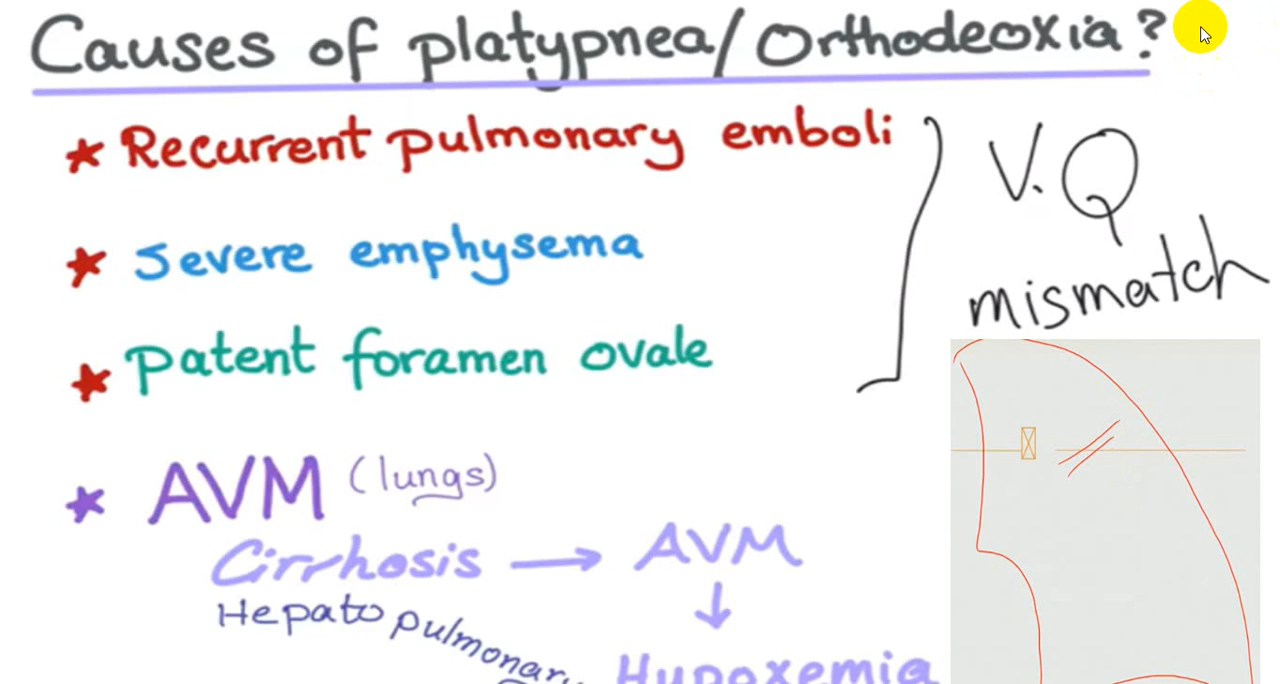 Causes of platypnea/Orthodeoxia?
Recurrent pulmonary emboli
Severe emphysema
Patent foramen ovale
V.Q
mismatch
AVM (lungs)
Cirrhosis → AVM
↓
Hepato pulmonary
Hypoxemia